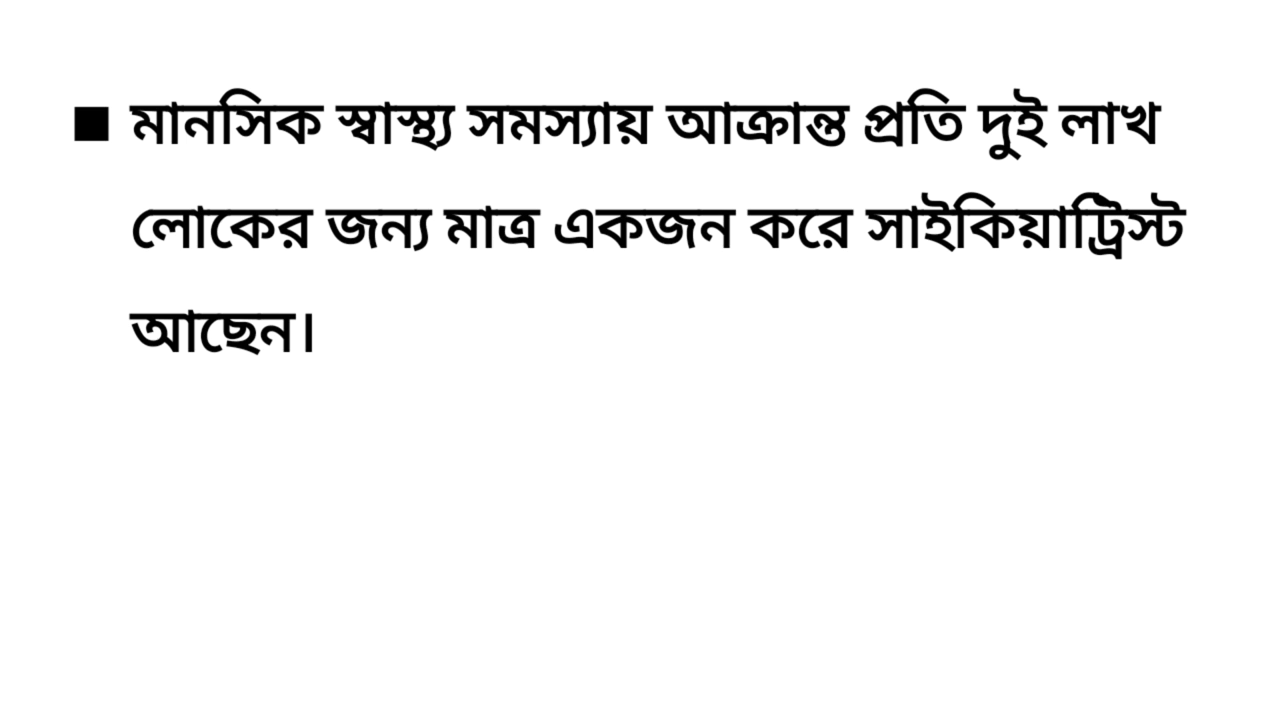 ■ মানসিক স্বাস্থ্য সমস্যায় আক্রান্ত প্রতি দুই লাখ
লোকের জন্য মাত্র একজন করে সাইকিয়াট্রিস্ট
আছেন।